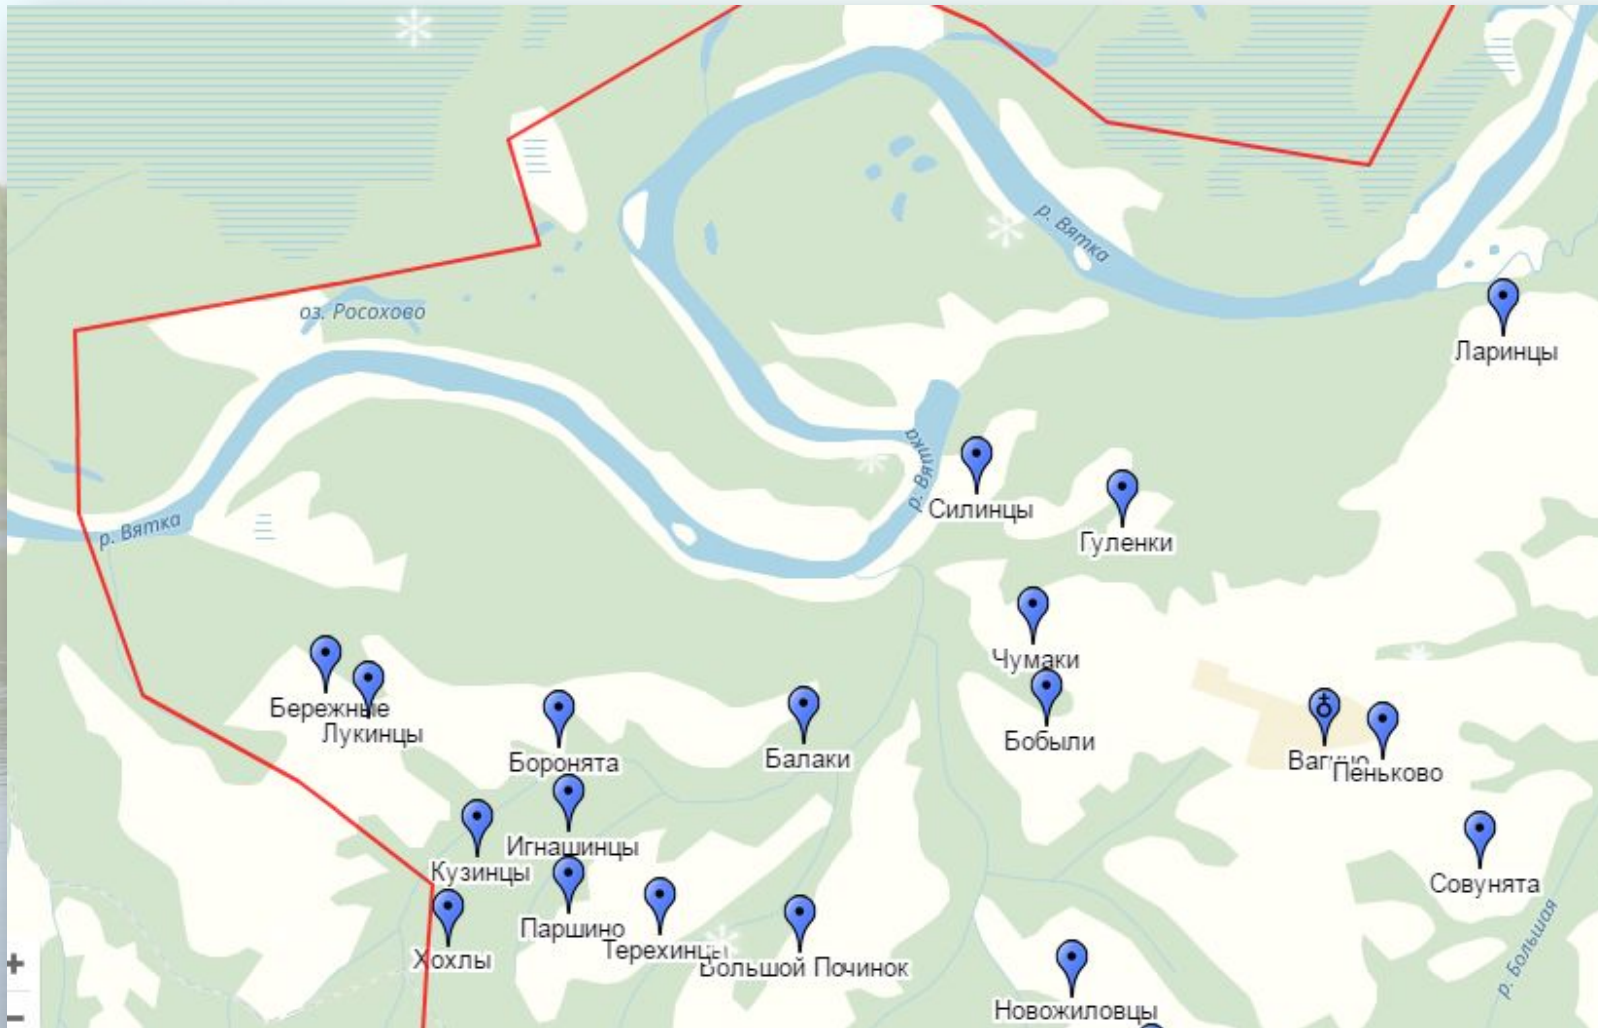 р. Вятка
оз. Росохово
Ларинцы
р. Вятка
Силинцы
р. Вятка
Гуленки
Чумаки
Бережные
Лукинцы
Бобыли
Боронята
Балаки
Пеньково
Игнашинцы
Кузинцы
Совунята
Паршино
Терехинцы
Хохлы
Большой Починок
р. Большая
Новожиловцы
+
−